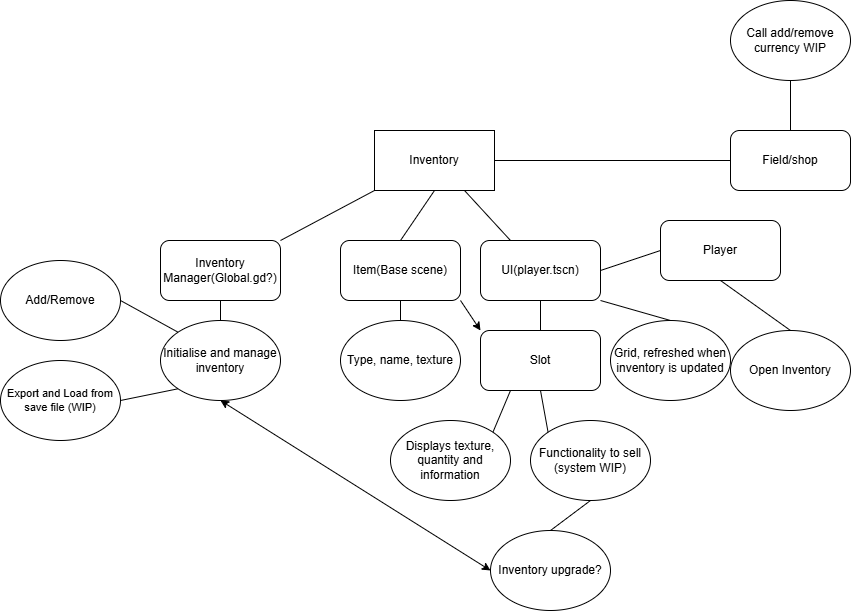 Call add/remove
currency WIP
Inventory
Field/shop
Inventory
Manager(Global.gd?)
Item(Base scene)
UI(player.tscn)
Player
Add/Remove
Initialise and manage
inventory
Type, name, texture
Slot
Grid, refreshed when
inventory is updated
Open Inventory
Export and Load from
save file (WIP)
Displays texture,
quantity and
information
Functionality to sell
(system WIP)
Inventory upgrade?